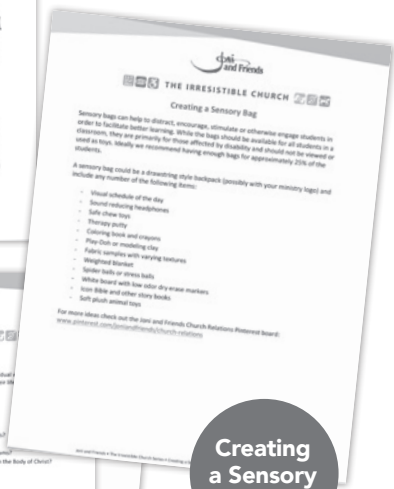 Joni
and Friends
THE IRRESISTIBLE CHURCH
Creating a Sensory Bag
Sensory bags can help to distract, encourage, stimulate or otherwise engage students in
order to facilitate better learning. While the bags should be available for all students in a
classroom, they are primarily for those affected by disability and should not be viewed or
used as toys. Ideally we recommend having enough bags for approximately 25% of the
students.
A sensory bag could be a drawstring style backpack (possibly with your ministry logo) and
include any number of the following items:
- Visual schedule of the day
- Sound reducing headphones
- Safe chew toys
- Therapy putty
- Coloring book and crayons
- Play-Doh or modeling clay
- Fabric samples with varying textures
- Weighted blanket
- Spider balls or stress balls
- White board with low odor dry erase markers
- Icon Bible and other story books
- Soft plush animal toys
For more ideas check out the Joni and Friends Church Relations Pinterest board:
www.pinterest.com/joniandfriends/church-relations
Joni and Friends • The Irresistible Church Series • Creating a
the Body of Christ?
Creating
a Sensory